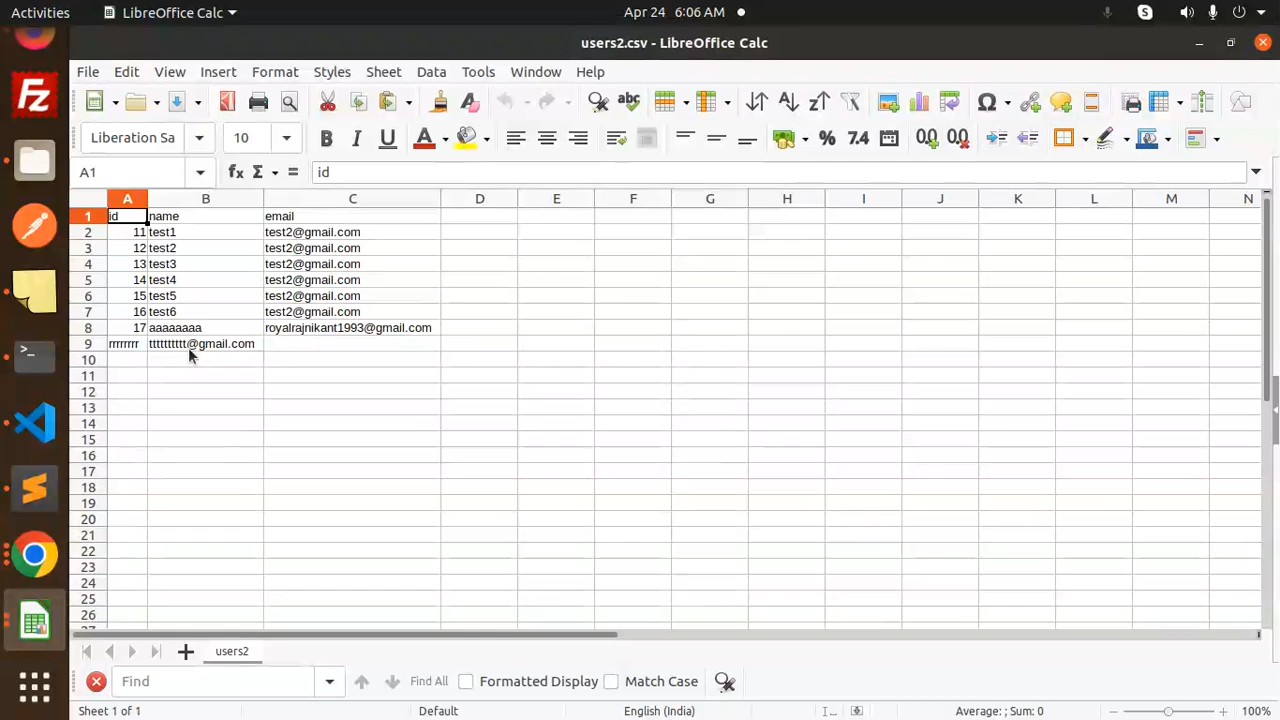 Activities LibreOffice Calc Apr 24 6:06 AM
users2.csv - LibreOffice Calc
File Edit View Insert Format Styles Sheet Data Tools Window Help
Liberation Sa 10
A1 id
A B C D E F G H I J K L M N
1 id name email
2 11 test1 test2@gmail.com
3 12 test2 test2@gmail.com
4 13 test3 test2@gmail.com
5 14 test4 test2@gmail.com
6 15 test5 test2@gmail.com
7 16 test6 test2@gmail.com
8 17 aaaaaaaa royalrajnikant1993@gmail.com
9 rrrrrrrr tttttttttt@gmail.com
10
11
12
13
14
15
16
17
18
19
20
21
22
23
24
25
26
users2
Find Find All Formatted Display Match Case
Sheet 1 of 1 Default English (India) Average: ; Sum: 0 100%